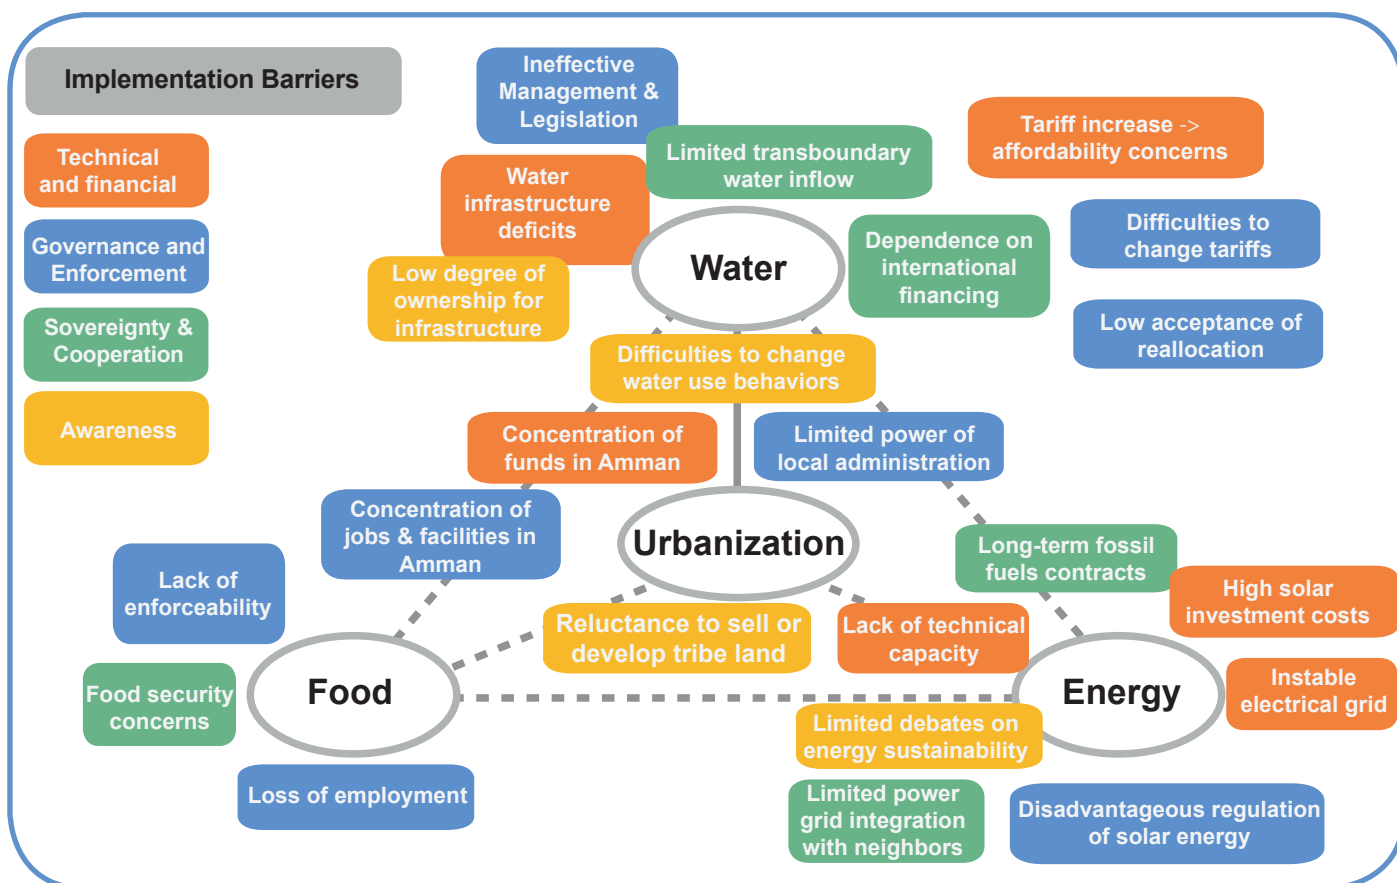 Implementation Barriers
Technical
and financial
Governance and
Enforcement
Sovereignty &
Cooperation
Awareness
Ineffective
Management &
Legislation
Limited transboundary
water inflow
Tariff increase ->
affordability concerns
Water
infrastructure
deficits
Difficulties to
change tariffs
Dependence on
international
financing
Water
Low degree of
ownership for
infrastructure
Low acceptance of
reallocation
Difficulties to change
water use behaviors
Concentration of
funds in Amman
Limited power of
local administration
Concentration of
jobs & facilities in
Amman
Urbanization
Long-term fossil
fuels contracts
Lack of
enforceability
High solar
investment costs
Reluctance to sell or
develop tribe land
Lack of technical
capacity
Food security
concerns
Food
Energy
Instable
electrical grid
Limited debates on
energy sustainability
Loss of employment
Limited power
grid integration
with neighbors
Disadvantageous regulation
of solar energy